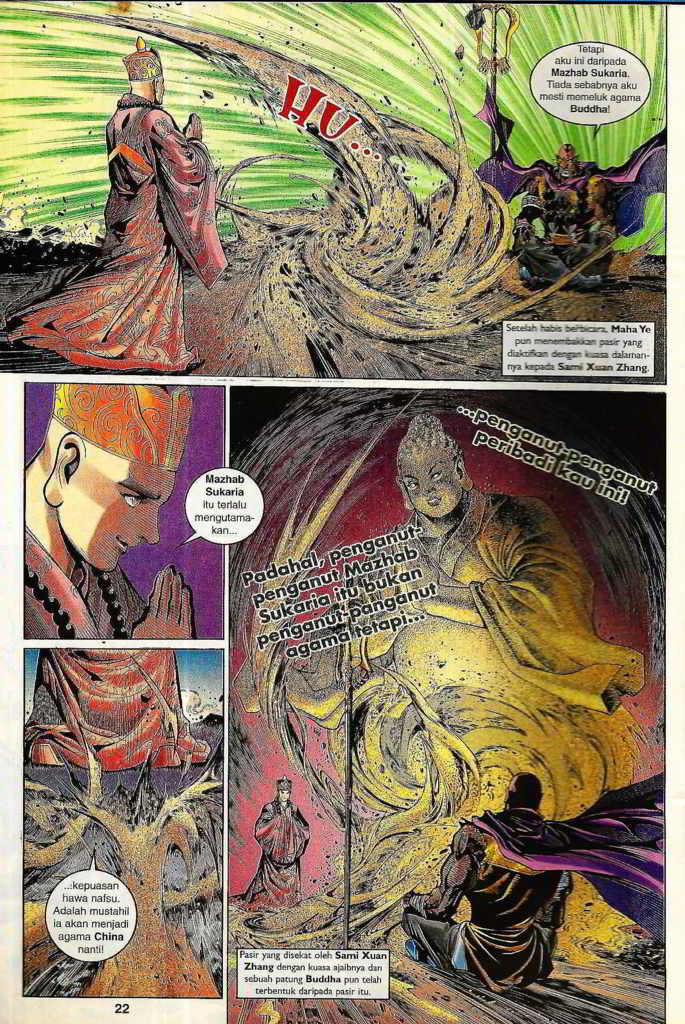 Tetapi
aku ini daripada
Mazhab Sukaria.
Tiada sebabnya aku
mesti memeluk agama
Buddha!
HU...
Setelah habis berbicara, Maha Ye
pun menembakkan pasir yang
diaktifkan dengan kuasa dalaman-
nya kepada Sami Xuan Zhang.
Mazhab
Sukaria
itu terlalu
mengutama-
kan...
...kepuasan
hawa nafsu.
Adalah mustahil
ia akan menjadi
agama China
nanti!
Padahal, penganut-
penganut Mazhab
Sukaria itu bukan
penganut-panganut
agama tetapi...
...penganut-penganut
peribadi kau ini!
Pasir yang disekat oleh Sami Xuan
Zhang dengan kuasa ajaibnya dan
sebuah patung Buddha pun telah
terbentuk daripada pasir itu.
22